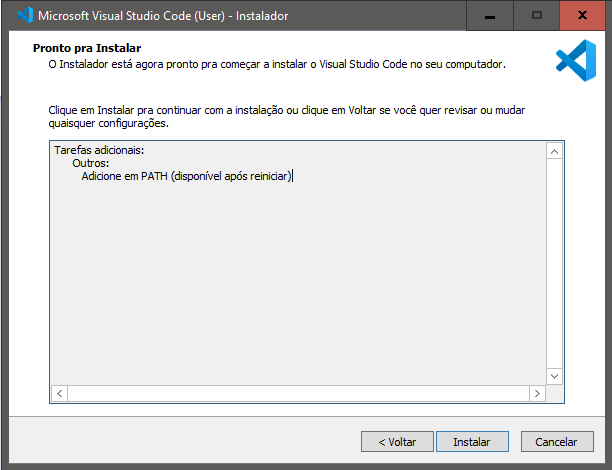 Microsoft Visual Studio Code (User) - Instalador
Pronto pra Instalar
O Instalador está agora pronto pra começar a instalar o Visual Studio Code no seu computador.
Clique em Instalar pra continuar com a instalação ou clique em Voltar se você quer revisar ou mudar
quaisquer configurações.
Tarefas adicionais:
Outros:
Adicione em PATH (disponível após reiniciar)
< Voltar
Instalar
Cancelar